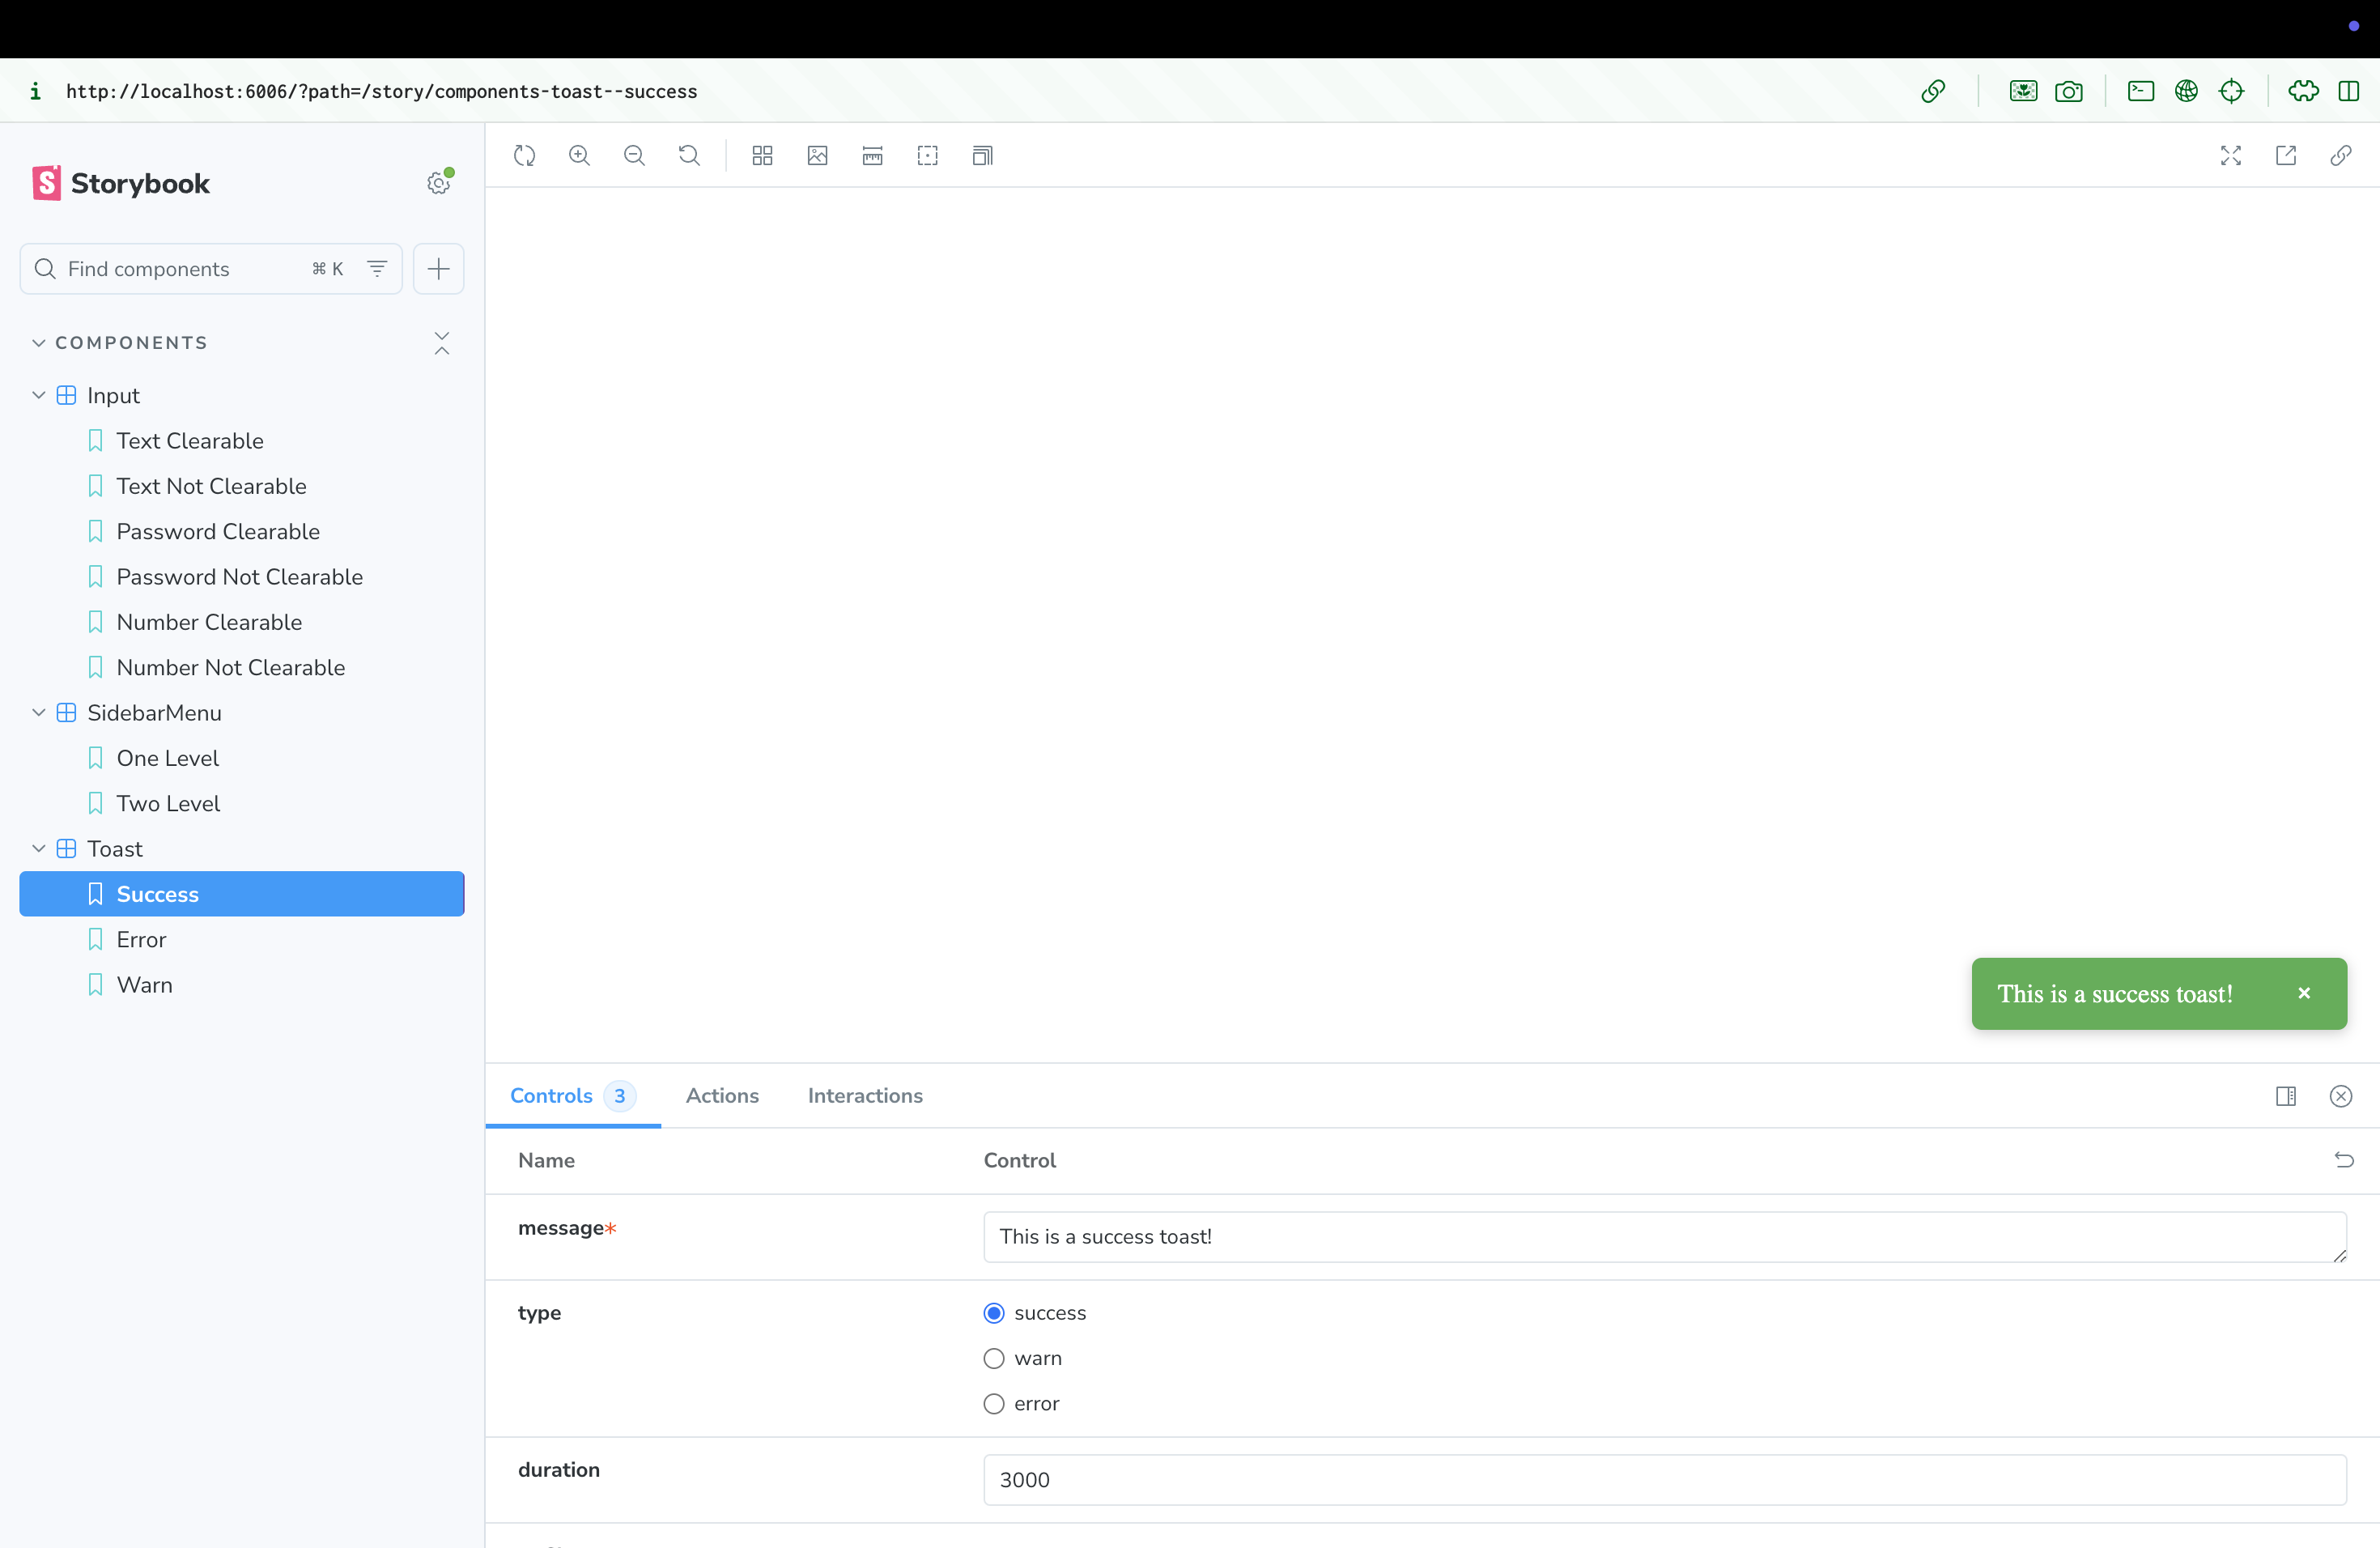 http://localhost:6006/?path=/story/components-toast--success
Storybook
Find components ⌘ K
COMPONENTS
Input
Text Clearable
Text Not Clearable
Password Clearable
Password Not Clearable
Number Clearable
Number Not Clearable
SidebarMenu
One Level
Two Level
Toast
Success
Error
Warn
This is a success toast! ×
Controls 3 Actions Interactions
Name Control
message* This is a success toast!
type success
warn
error
duration 3000